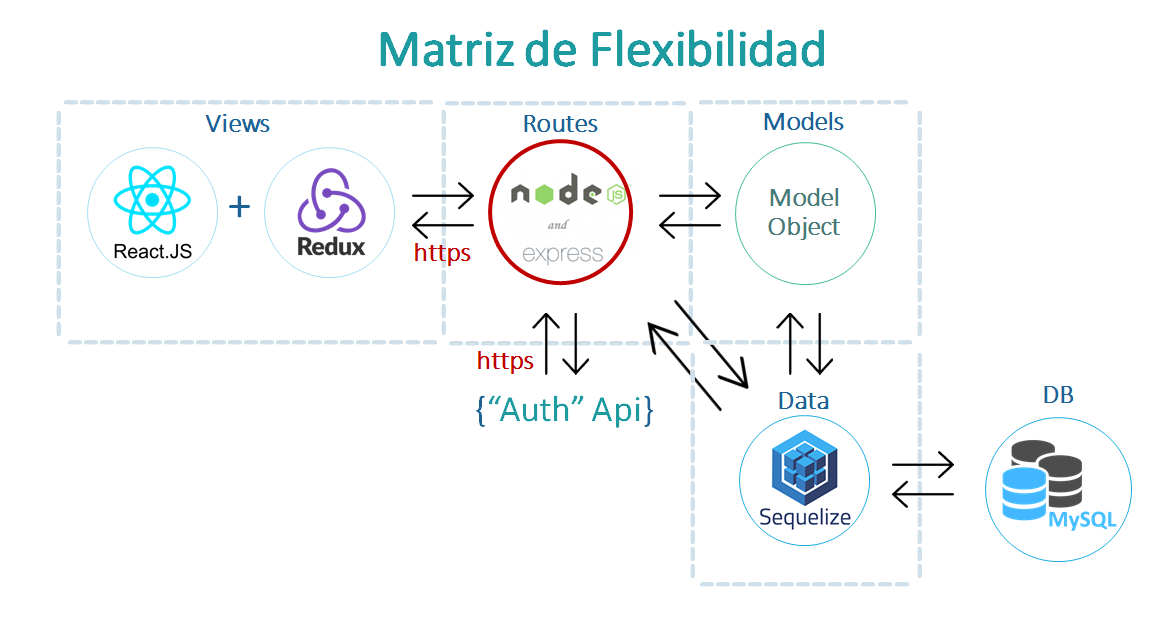 Matriz de Flexibilidad
Views
Routes
Models
React.JS
+
Redux
node JS
and
express
Model
Object
https
https
{“Auth” Api}
Data
Sequelize
DB
MySQL